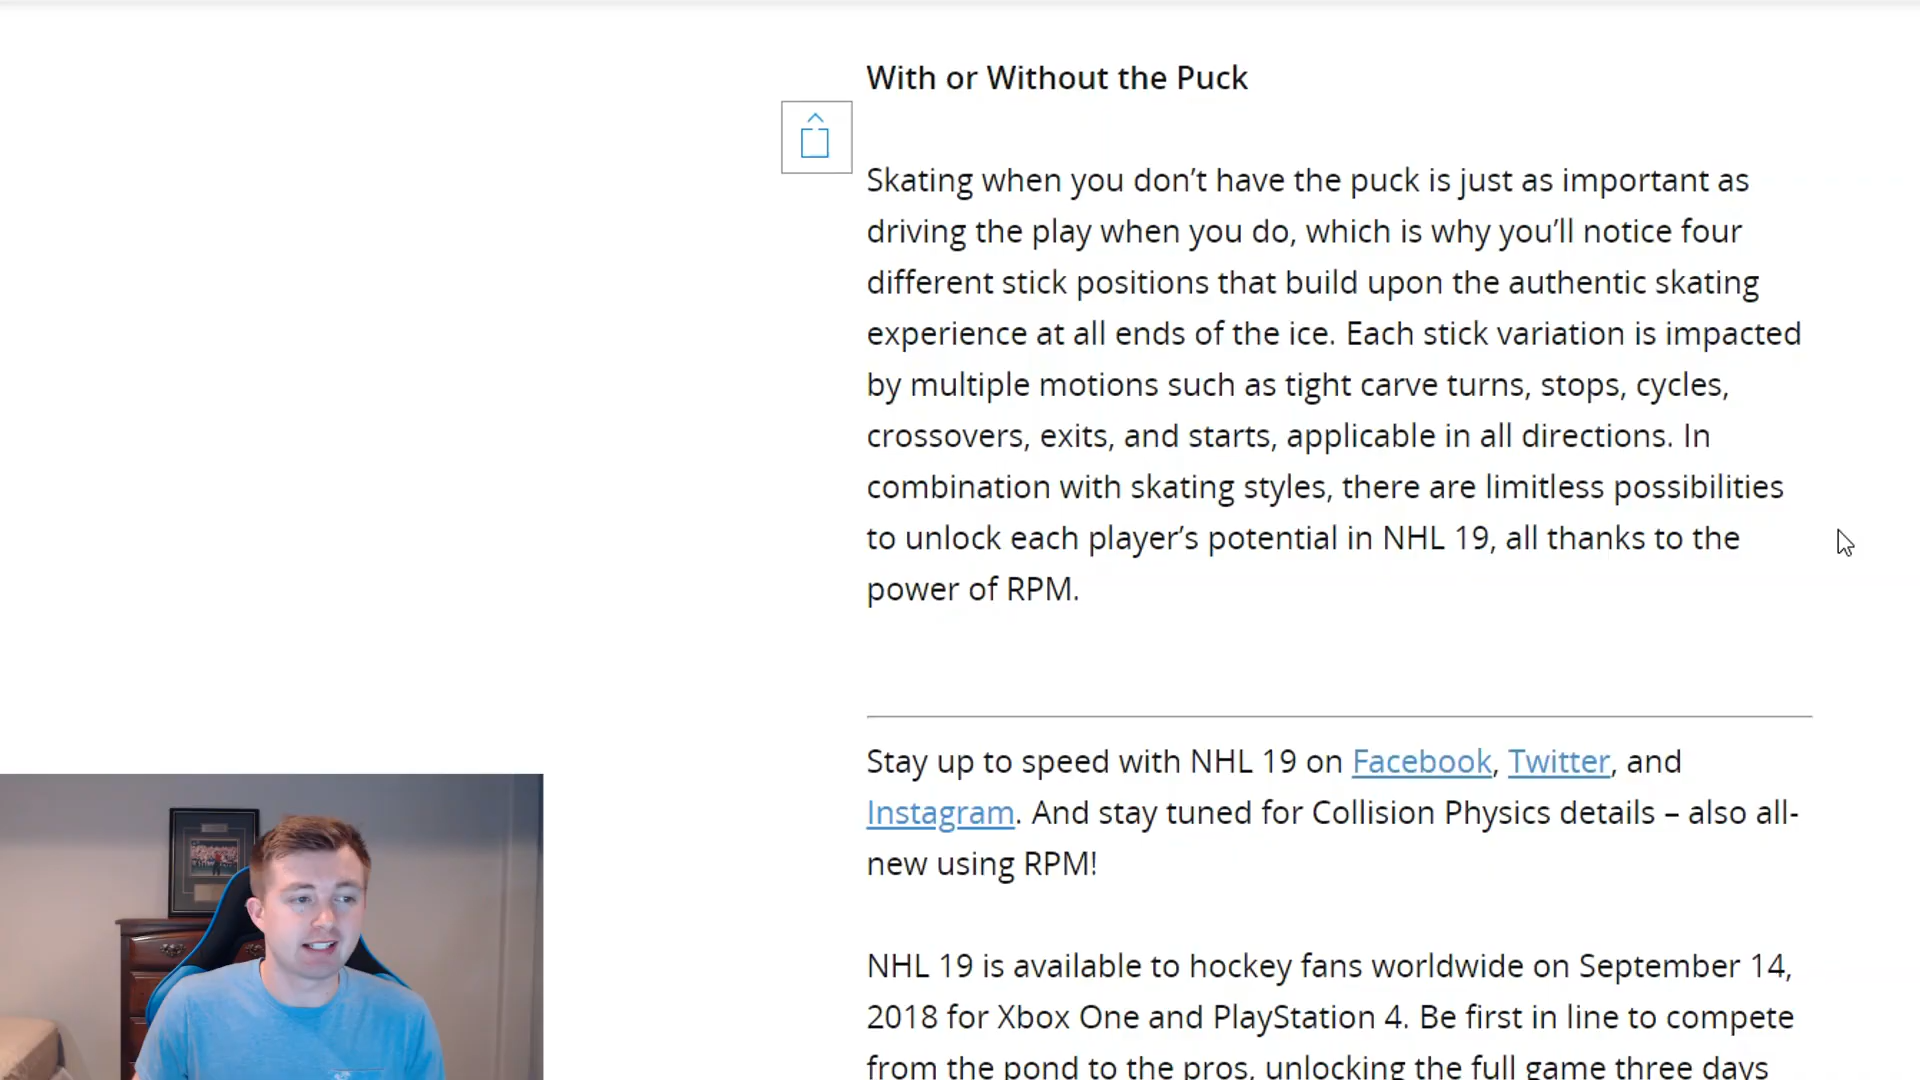 With or Without the Puck
Skating when you don’t have the puck is just as important as
driving the play when you do, which is why you’ll notice four
different stick positions that build upon the authentic skating
experience at all ends of the ice. Each stick variation is impacted
by multiple motions such as tight carve turns, stops, cycles,
crossovers, exits, and starts, applicable in all directions. In
combination with skating styles, there are limitless possibilities
to unlock each player’s potential in NHL 19, all thanks to the
power of RPM.
Stay up to speed with NHL 19 on Facebook, Twitter, and
Instagram. And stay tuned for Collision Physics details – also all-
new using RPM!
NHL 19 is available to hockey fans worldwide on September 14,
2018 for Xbox One and PlayStation 4. Be first in line to compete
from the pond to the pros, unlocking the full game three days